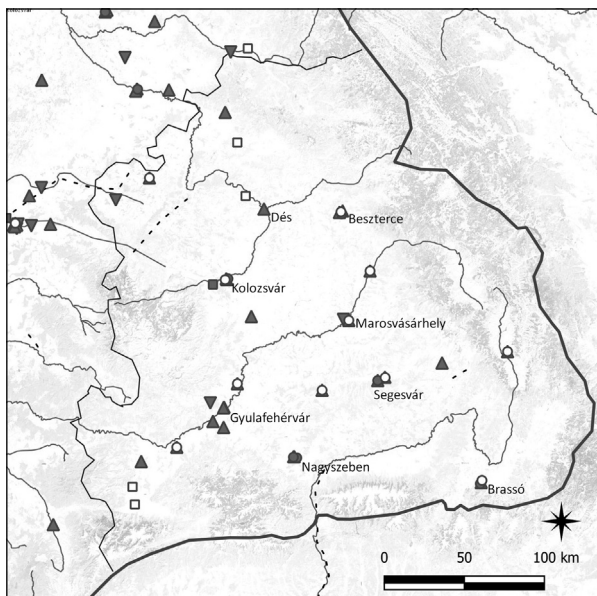 Dés
Beszterce
Kolozsvár
Marosvásárhely
Segesvár
Gyulafehérvár
Nagyszeben
Brassó
0 50 100 km